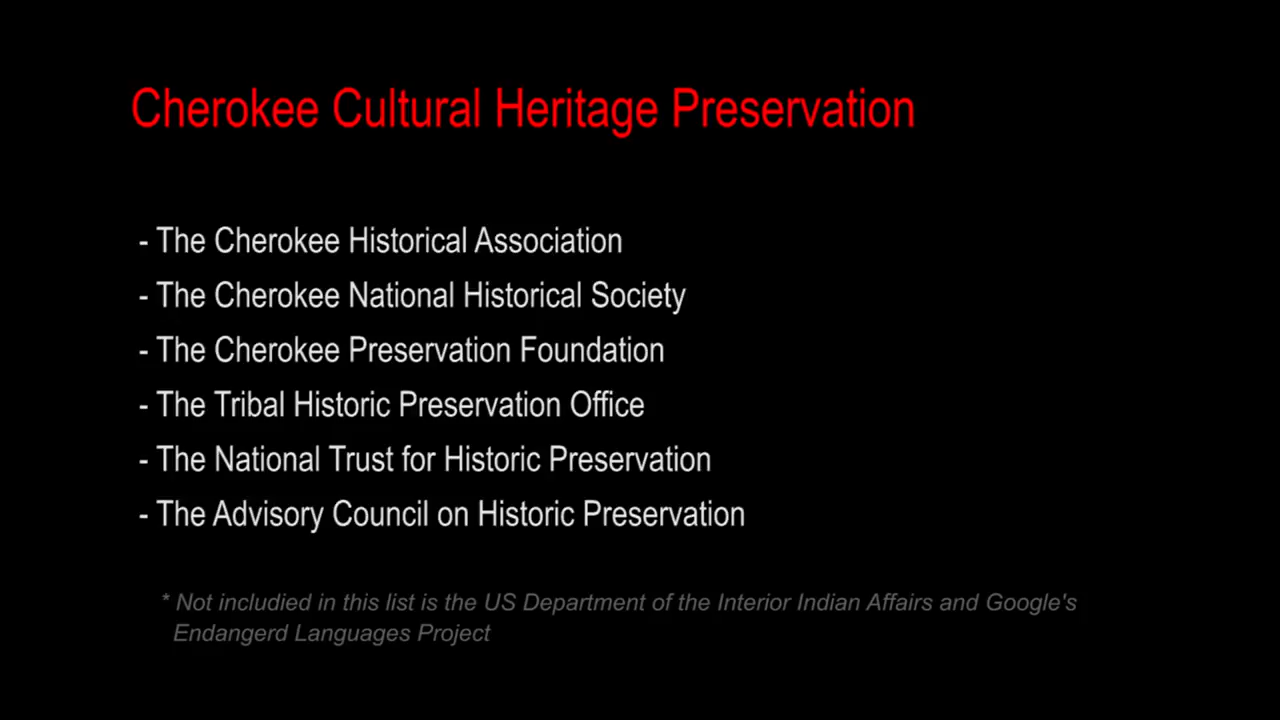 Cherokee Cultural Heritage Preservation
- The Cherokee Historical Association
- The Cherokee National Historical Society
- The Cherokee Preservation Foundation
- The Tribal Historic Preservation Office
- The National Trust for Historic Preservation
- The Advisory Council on Historic Preservation
* Not includied in this list is the US Department of the Interior Indian Affairs and Google's
Endangerd Languages Project